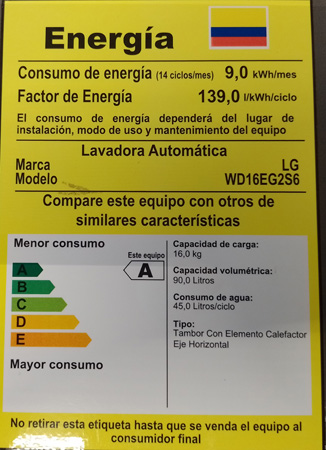 Energía
Consumo de energía (14 ciclos/mes) 9,0 kWh/mes
Factor de Energía 139,0 l/kWh/ciclo
El consumo de energía dependerá del lugar de
instalación, modo de uso y mantenimiento del equipo
Lavadora Automática
Marca LG
Modelo WD16EG2S6
Compare este equipo con otros de
similares características
Menor consumo
Este equipo
A
A
B
C
D
E
Mayor consumo
Capacidad de carga:
16,0 kg
Capacidad volumétrica:
90,0 Litros
Consumo de agua:
45,0 Litros/ciclo
Tipo:
Tambor Con Elemento Calefactor
Eje Horizontal
No retirar esta etiqueta hasta que se venda el equipo al
consumidor final